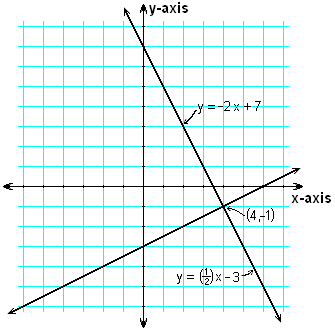 y-axis
y = -2x + 7
x-axis
(4,-1)
y = (1/2)x - 3